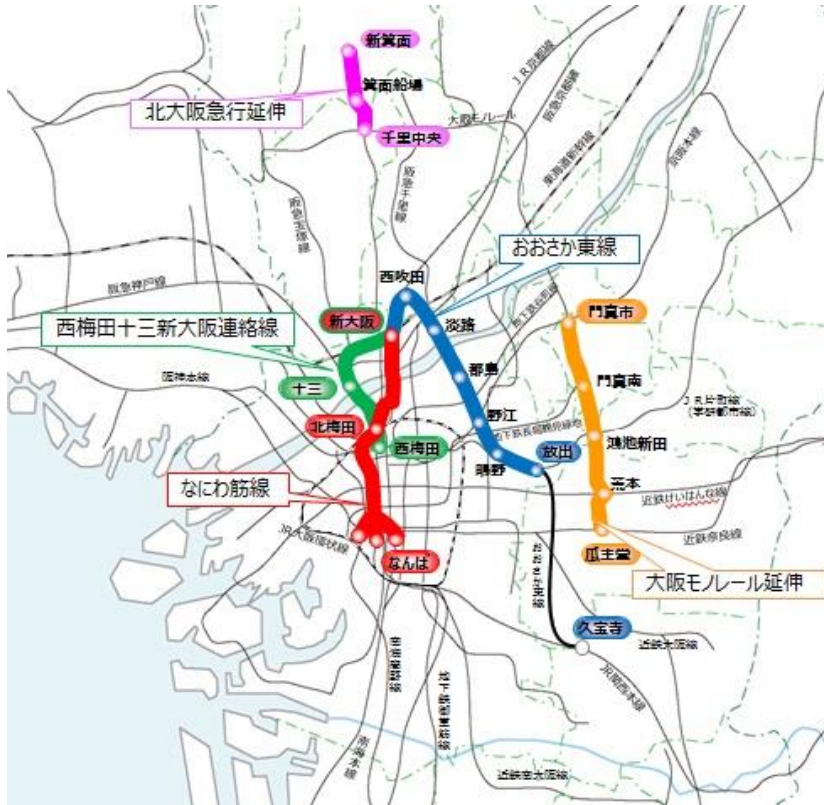 新箕面
箕面船場
北大阪急行延伸
千里中央
大阪モノレール
JR京都線
阪急京都線
東海道新幹線
京阪本線
阪急千里線
阪急宝塚線
おおさか東線
西吹田
阪急神戸線
新大阪
淡路
門真市
西梅田十三新大阪連絡線
都島
門真南
十三
JR片町線
(学研都市線)
野江
北梅田
鴻池新田
西梅田
放出
鴫野
荒本
なにわ筋線
近鉄けいはんな線
JR大阪環状線
なんば
近鉄奈良線
瓜生堂
大阪モノレール延伸
おおさか東線
久宝寺
近鉄大阪線
JR関西本線
南海本線
近鉄南大阪線